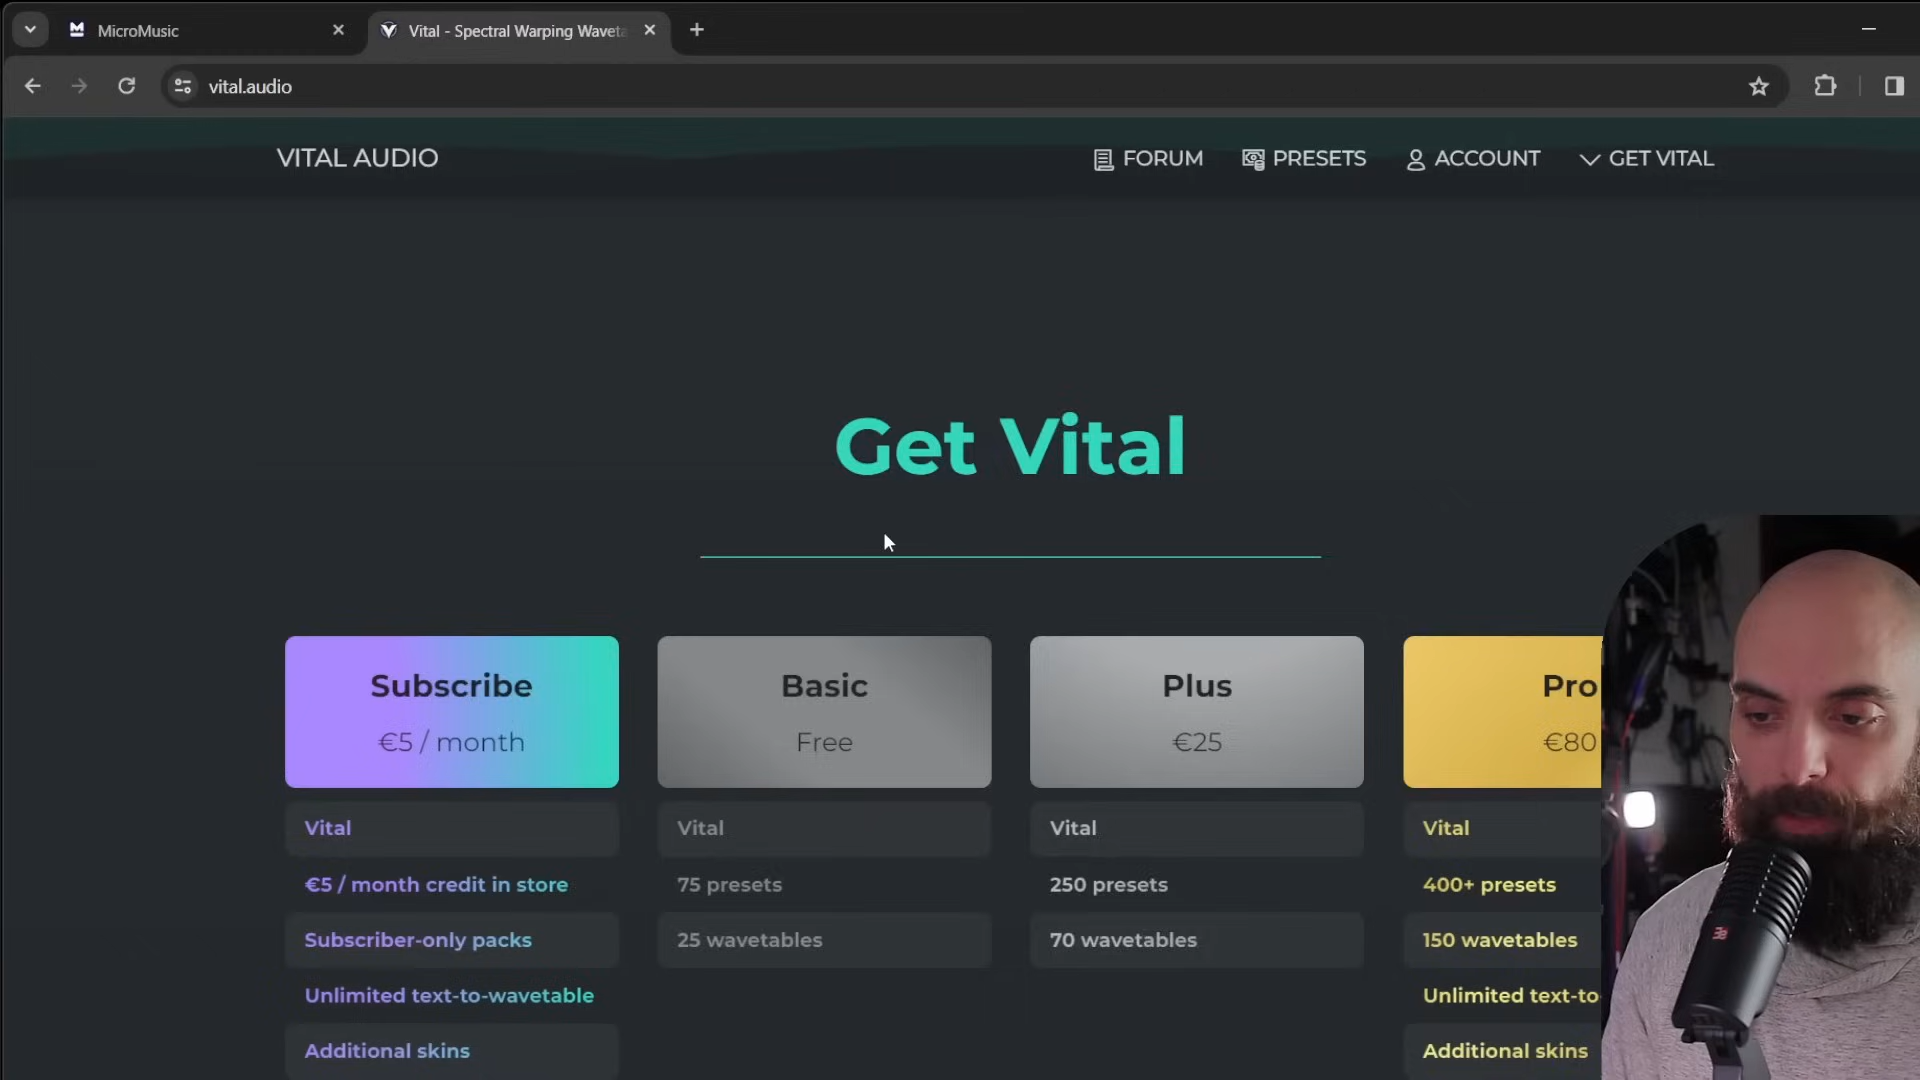 MicroMusic
Vital - Spectral Warping Waveta
vital.audio
VITAL AUDIO
FORUM
PRESETS
ACCOUNT
GET VITAL
Get Vital
Subscribe
€5 / month
Vital
€5 / month credit in store
Subscriber-only packs
Unlimited text-to-wavetable
Additional skins
Basic
Free
Vital
75 presets
25 wavetables
Plus
€25
Vital
250 presets
70 wavetables
Pro
€80
Vital
400+ presets
150 wavetables
Unlimited text-to-
Additional skins